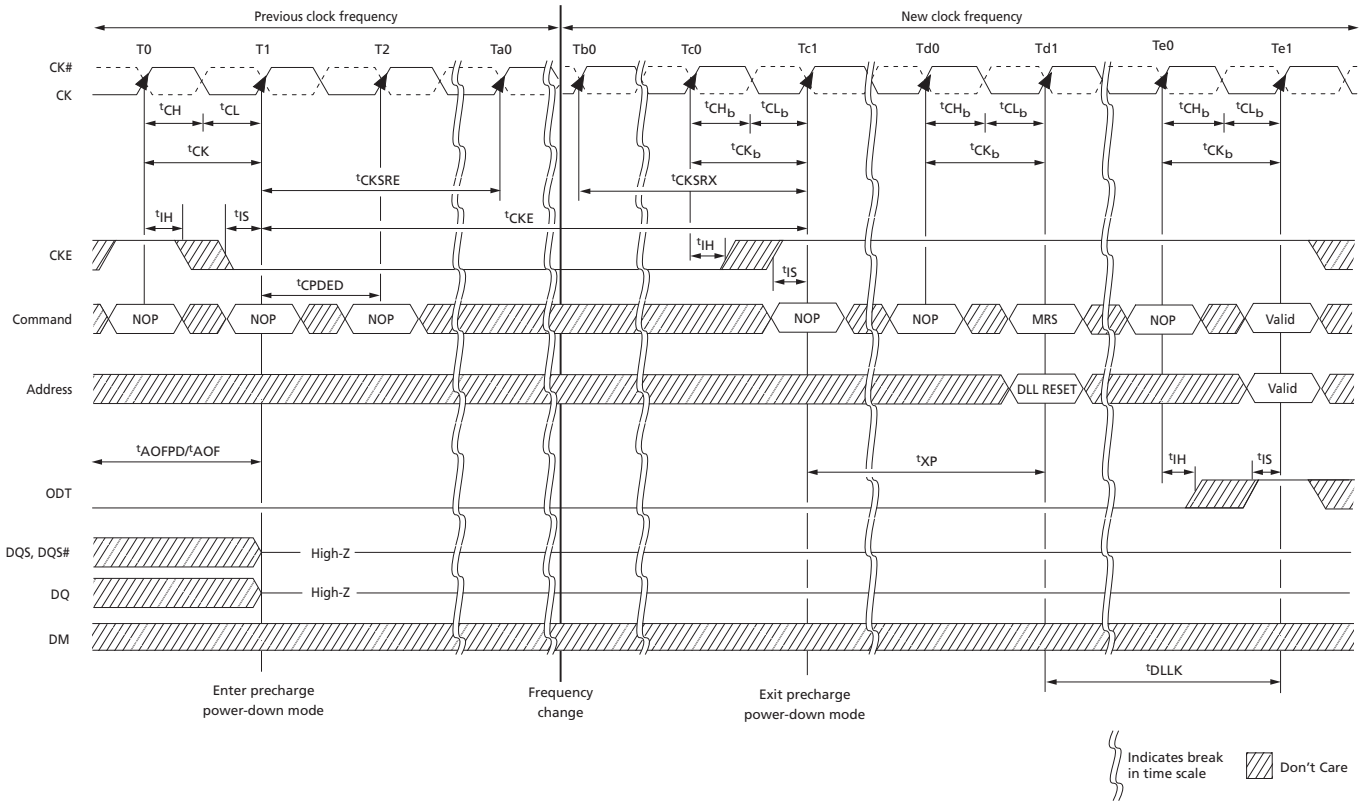 Previous clock frequency New clock frequency
T0 T1 T2 Ta0 Tb0 Tc0 Tc1 Td0 Td1 Te0 Te1
CK#
CK
tCH tCL tCHb tCLb tCHb tCLb tCHb tCLb
tCK tCKb tCKb tCKb
tCKSRE tCKSRX
tIH tIS tCKE
CKE tIH
tIS
tCPDED
Command NOP NOP NOP NOP NOP MRS NOP Valid
Address DLL RESET Valid
tAOFPD/tAOF tXP tIH tIS
ODT
DQS, DQS# High-Z
DQ High-Z
DM
tDLLK
Enter precharge
power-down mode
Frequency
change
Exit precharge
power-down mode
Indicates break
in time scale
Don't Care